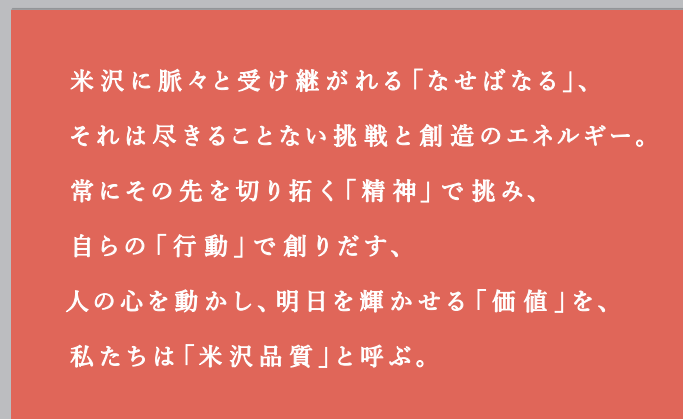 米沢に脈々と受け継がれる「なせばなる」、
それは尽きることない挑戦と創造のエネルギー。
常にその先を切り拓く「精神」で挑み、
自らの「行動」で創りだす、
人の心を動かし、明日を輝かせる「価値」を、
私たちは「米沢品質」と呼ぶ。